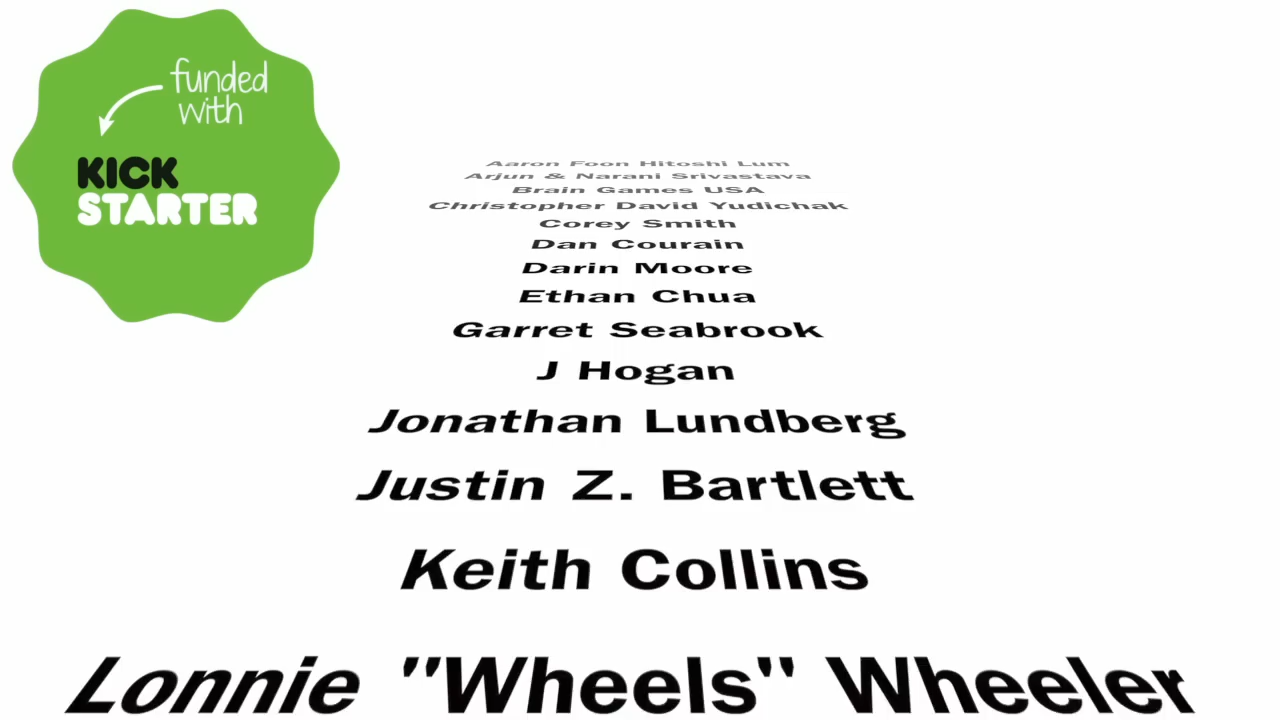 funded
with
KICK
STARTER
Aaron Foon Hitoshi Lum
Arjun & Narani Srivastava
Brain Games USA
Christopher David Yudichak
Corey Smith
Dan Courain
Darin Moore
Ethan Chua
Garret Seabrook
J Hogan
Jonathan Lundberg
Justin Z. Bartlett
Keith Collins
Lonnie "Wheels" Wheeler